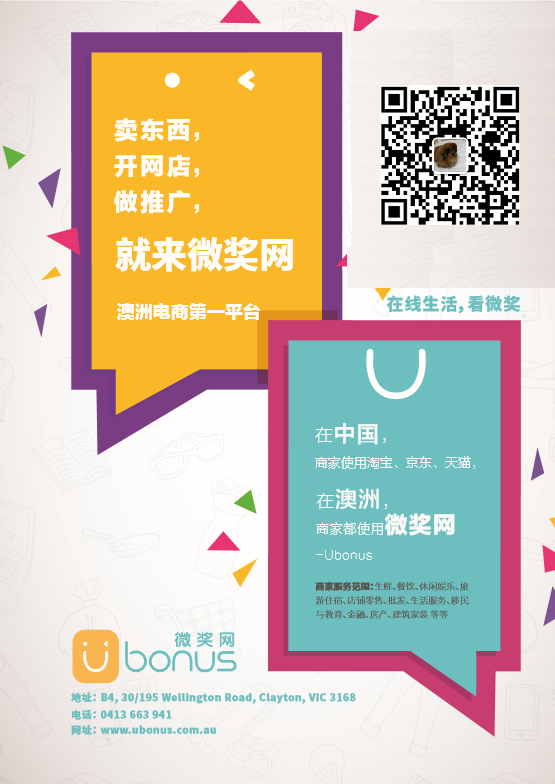 卖东西，
开网店，
做推广，
就来微奖网
澳洲电商第一平台
在线生活，看微奖
在中国，
商家使用淘宝、京东、天猫，
在澳洲，
商家都使用微奖网
-Ubonus
商家服务范围：生鲜、餐饮、休闲娱乐、旅
游住宿、店铺零售、批发、生活服务、移民
与教育、金融、房产、建筑家装 等等
微奖网
Ubonus
地址：B4, 30/195 Wellington Road, Clayton, VIC 3168
电话：0413 663 941
网址：www.ubonus.com.au